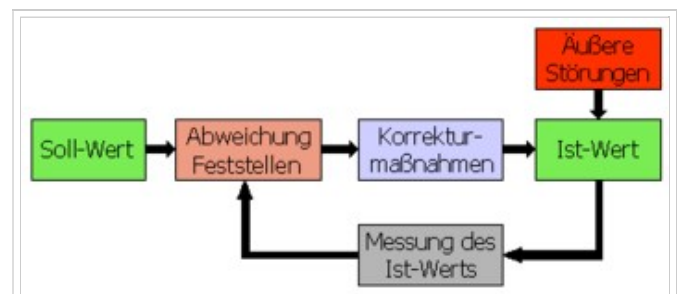 Äußere
Störungen
Soll-Wert
Abweichung
Feststellen
Korrektur-
maßnahmen
Ist-Wert
Messung des
Ist-Werts